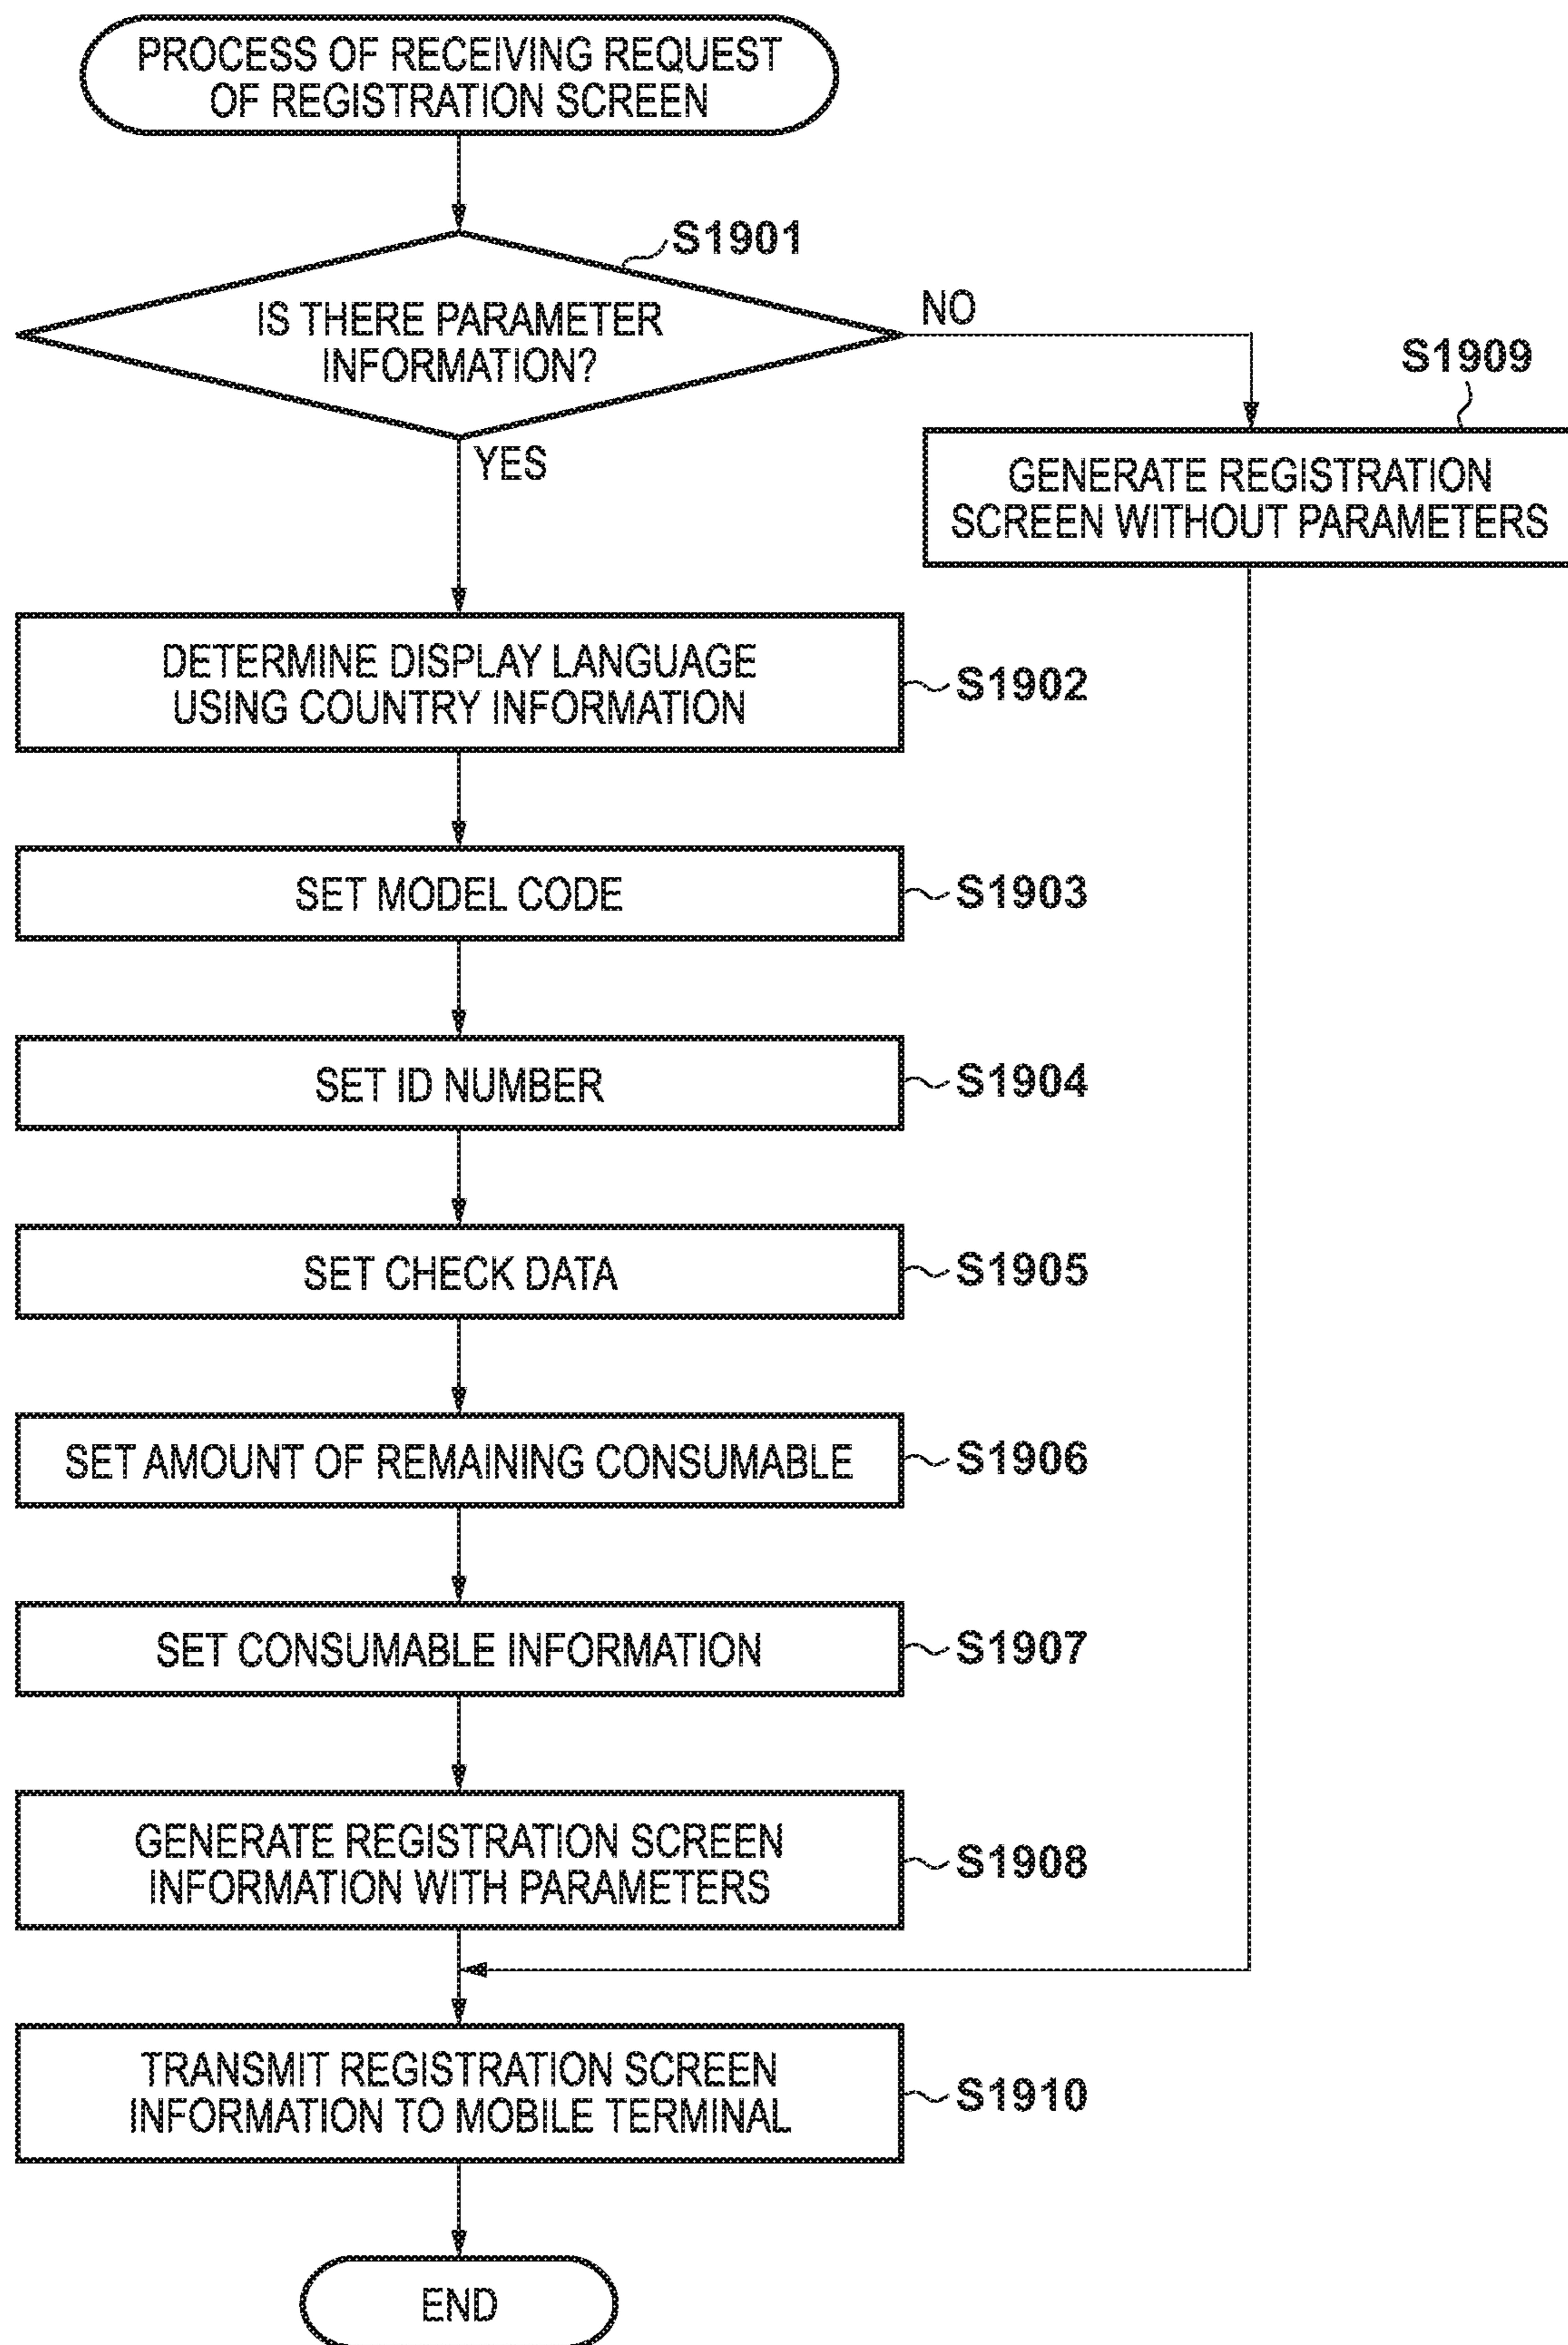 PROCESS OF RECEIVING REQUEST
OF REGISTRATION SCREEN
S1901
IS THERE PARAMETER
INFORMATION?
NO
YES
S1909
GENERATE REGISTRATION
SCREEN WITHOUT PARAMETERS
DETERMINE DISPLAY LANGUAGE
USING COUNTRY INFORMATION
S1902
SET MODEL CODE
S1903
SET ID NUMBER
S1904
SET CHECK DATA
S1905
SET AMOUNT OF REMAINING CONSUMABLE
S1906
SET CONSUMABLE INFORMATION
S1907
GENERATE REGISTRATION SCREEN
INFORMATION WITH PARAMETERS
S1908
TRANSMIT REGISTRATION SCREEN
INFORMATION TO MOBILE TERMINAL
S1910
END